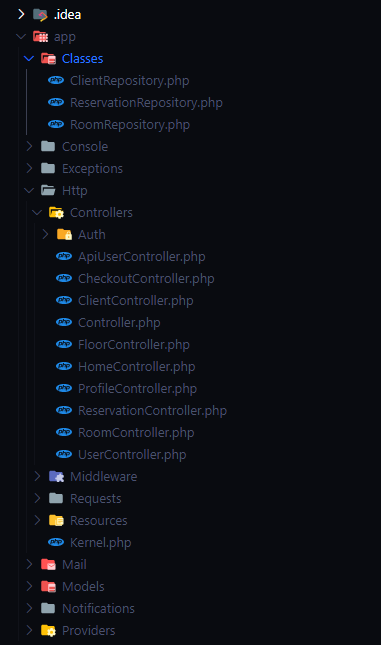 .idea
app
Classes
ClientRepository.php
ReservationRepository.php
RoomRepository.php
Console
Exceptions
Http
Controllers
Auth
ApiUserController.php
CheckoutController.php
ClientController.php
Controller.php
FloorController.php
HomeController.php
ProfileController.php
ReservationController.php
RoomController.php
UserController.php
Middleware
Requests
Resources
Kernel.php
Mail
Models
Notifications
Providers